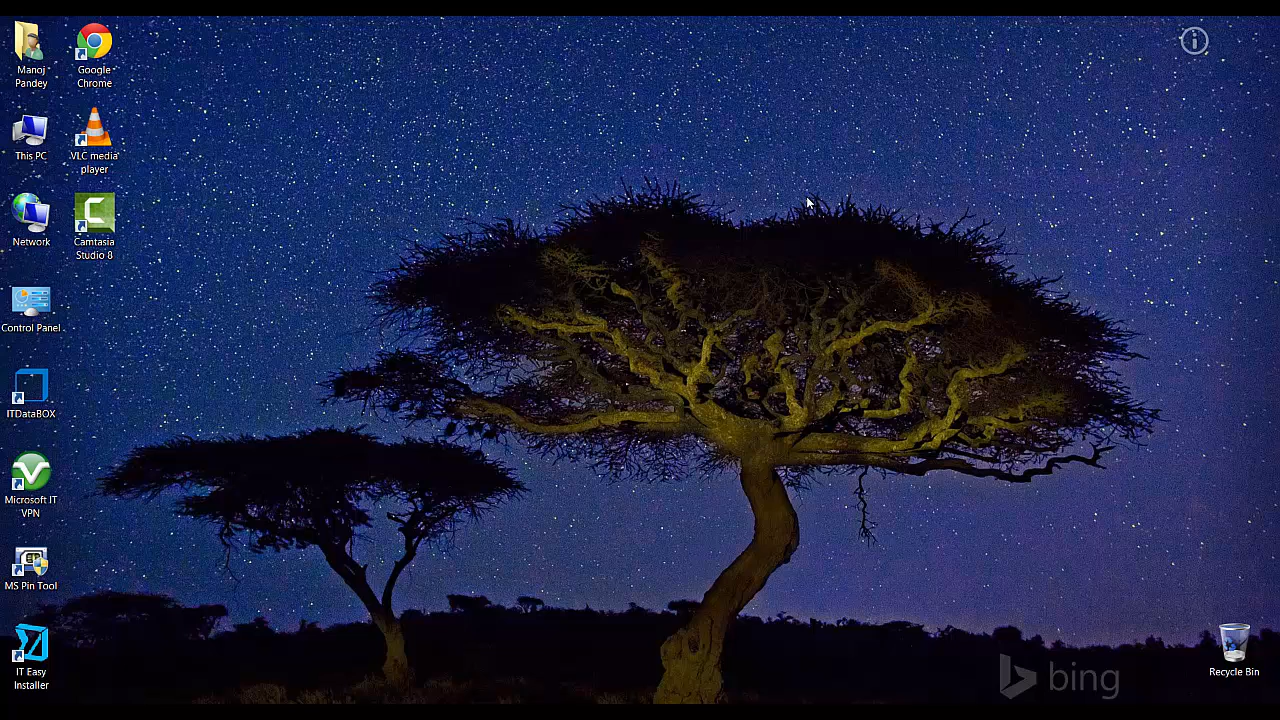 Manoj
Pandey
Google
Chrome
This PC
VLC media
player
Network
Camtasia
Studio 8
Control Panel
ITDataBOX
Microsoft IT
VPN
MS Pin Tool
IT Easy
Installer
Recycle Bin
bing